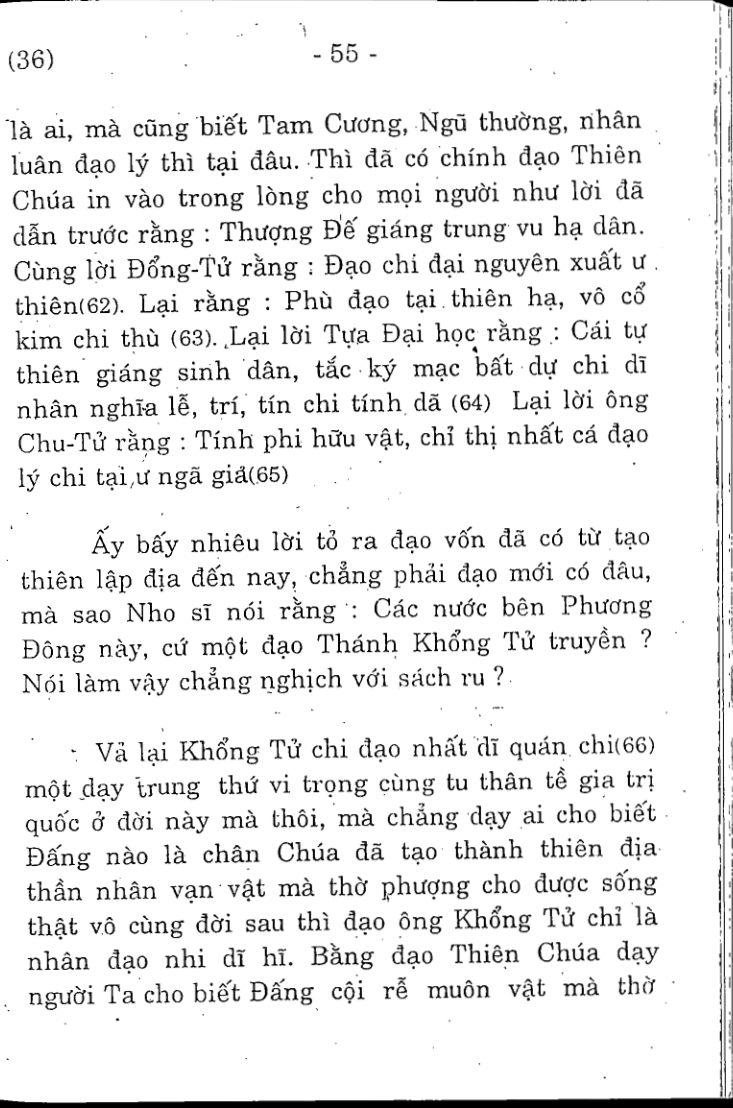 (36) - 55 -
là ai, mà cũng biết Tam Cương, Ngũ thường, nhân
luân đạo lý thì tại đâu. Thì đã có chính đạo Thiên
Chúa in vào trong lòng cho mọi người như lời đã
dẫn trước rằng : Thượng Đế giáng trung vu hạ dân.
Cùng lời Đổng-Tử rằng : Đạo chi đại nguyên xuất ư
thiên(62). Lại rằng : Phù đạo tại thiên hạ, vô cổ
kim chi thù (63). Lại lời Tựa Đại học rằng : Cái tự
thiên giáng sinh dân, tắc ký mạc bất dự chi dĩ
nhân nghĩa lễ, trí, tín chi tính dã (64) Lại lời ông
Chu-Tử rằng : Tính phi hữu vật, chỉ thị nhất cá đạo
lý chi tại ư ngã giả(65)
Ấy bấy nhiêu lời tỏ ra đạo vốn đã có từ tạo
thiên lập địa đến nay, chẳng phải đạo mới có đâu,
mà sao Nho sĩ nói rằng : Các nước bên Phương
Đông này, cứ một đạo Thánh Khổng Tử truyền ?
Nói làm vậy chẳng nghịch với sách ru ?
Vả lại Khổng Tử chi đạo nhất dĩ quán chi(66)
một dạy trung thứ vi trọng cùng tu thân tề gia trị
quốc ở đời này mà thôi, mà chẳng dạy ai cho biết
Đấng nào là chân Chúa đã tạo thành thiên địa
thần nhân vạn vật mà thờ phượng cho được sống
thật vô cùng đời sau thì đạo ông Khổng Tử chỉ là
nhân đạo nhi dĩ hĩ. Bằng đạo Thiên Chúa dạy
người Ta cho biết Đấng cội rễ muôn vật mà thờ